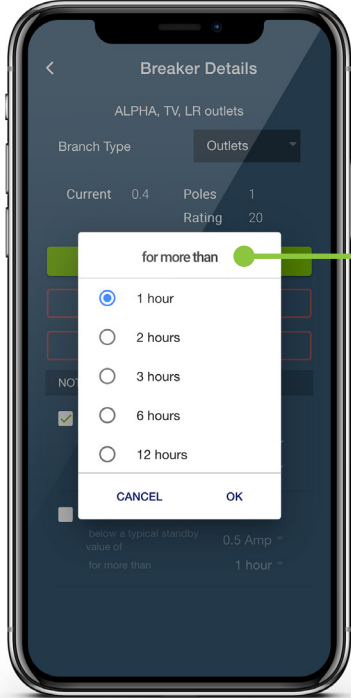 Breaker Details
ALPHA, TV, LR outlets
Branch Type Outlets
Current 0.4 Poles 1
Rating 20
for more than
1 hour
2 hours
3 hours
NOT
6 hours
12 hours
CANCEL OK
below a typical standby
value of 0.5 Amp
for more than 1 hour